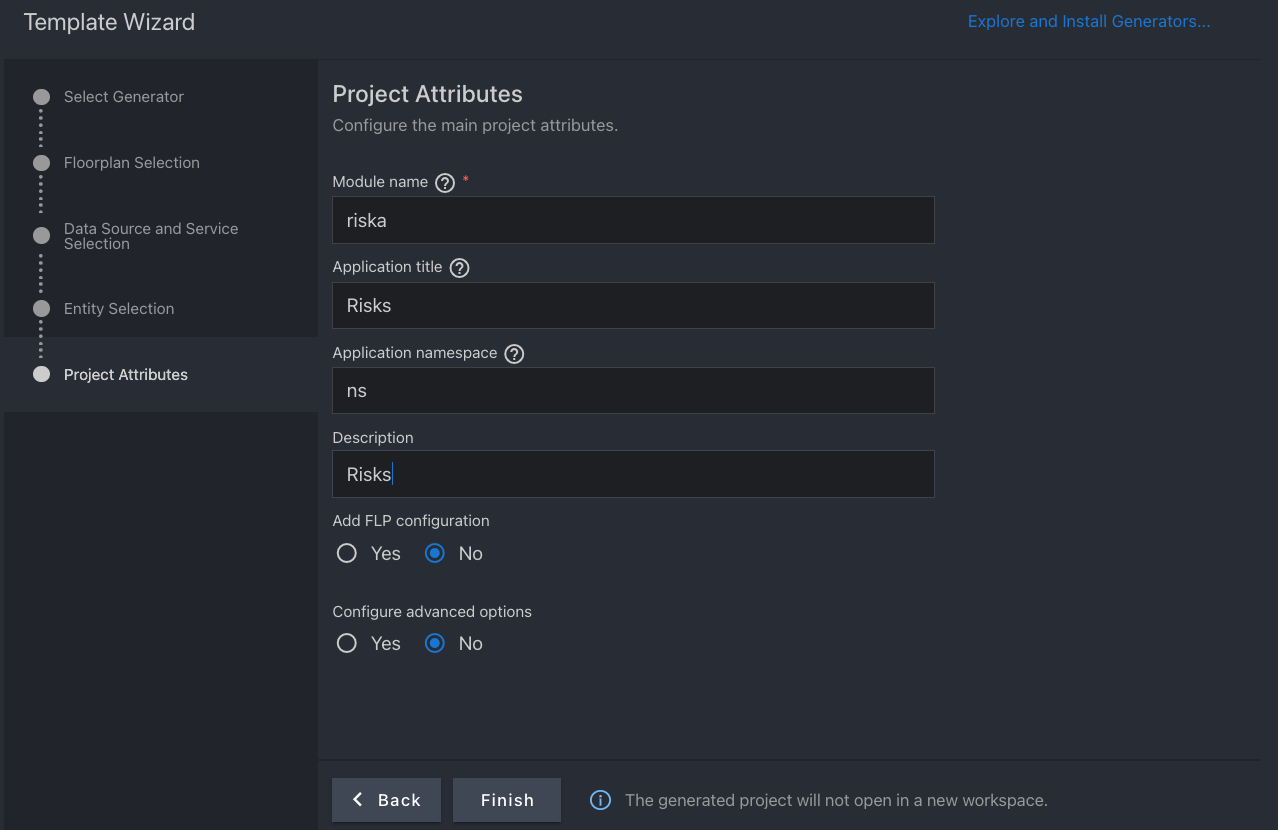 Template Wizard
Explore and Install Generators...
Select Generator
Floorplan Selection
Data Source and Service
Selection
Entity Selection
Project Attributes
Project Attributes
Configure the main project attributes.
Module name ? *
riska
Application title ?
Risks
Application namespace ?
ns
Description
Risks
Add FLP configuration
Yes No
Configure advanced options
Yes No
Back Finish i The generated project will not open in a new workspace.